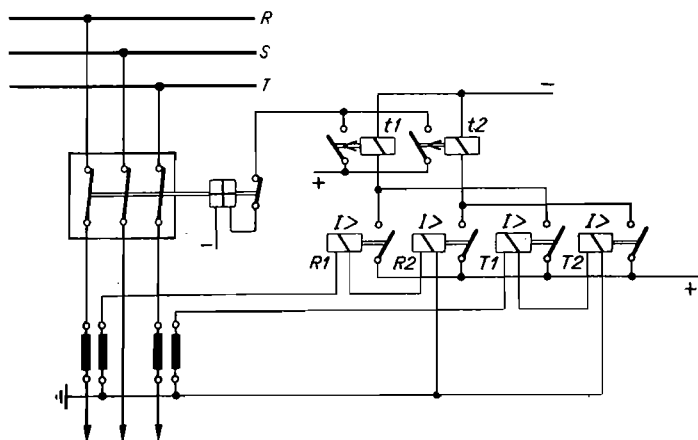 R
S
T
−
t1 t2
+
−
I> I> I> I>
R1 R2 T1 T2
+